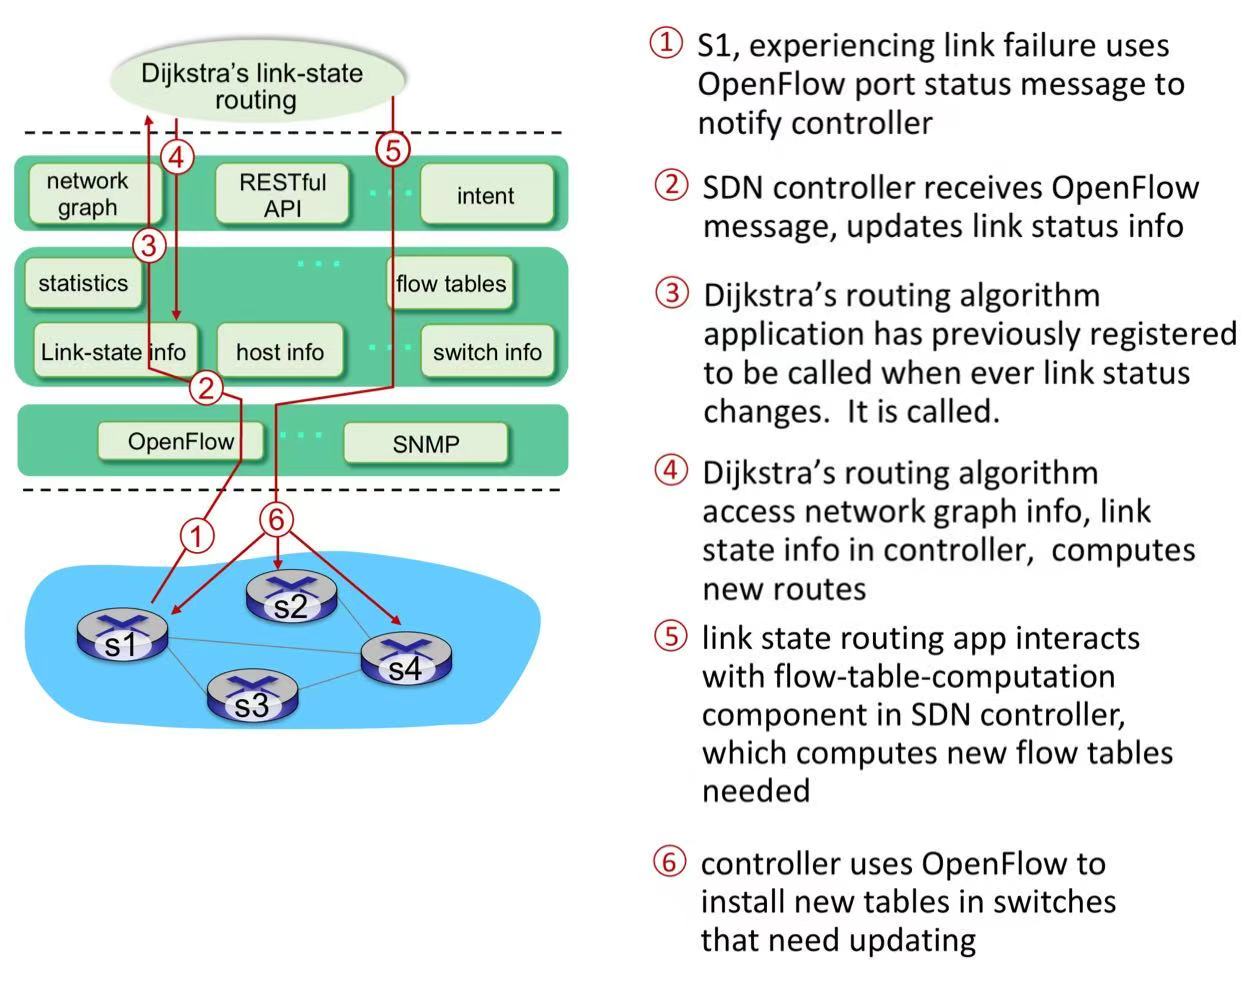 Dijkstra's link-state
routing
④
⑤
network
graph
RESTful
API
intent
③
statistics
flow tables
Link-state info
host info
switch info
②
OpenFlow
SNMP
①
⑥
s2
s1
s4
s3
① S1, experiencing link failure uses
OpenFlow port status message to
notify controller
② SDN controller receives OpenFlow
message, updates link status info
③ Dijkstra's routing algorithm
application has previously registered
to be called when ever link status
changes. It is called.
④ Dijkstra's routing algorithm
access network graph info, link
state info in controller, computes
new routes
⑤ link state routing app interacts
with flow-table-computation
component in SDN controller,
which computes new flow tables
needed
⑥ controller uses OpenFlow to
install new tables in switches
that need updating